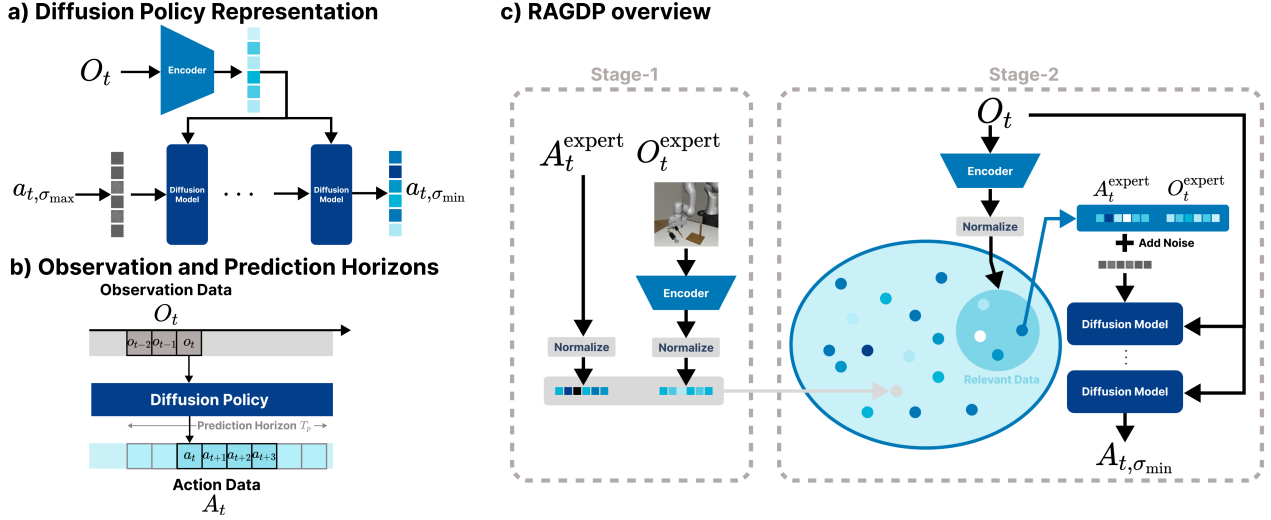 a) Diffusion Policy Representation
O_t
Encoder
a_{t,σ_max}
Diffusion
Model
...
Diffusion
Model
a_{t,σ_min}
b) Observation and Prediction Horizons
Observation Data
O_t
o_{t−2} o_{t−1} o_t
Diffusion Policy
Prediction Horizon T_p
a_t a_{t+1} a_{t+2} a_{t+3}
Action Data
A_t
c) RAGDP overview
Stage-1
A_t^{expert} O_t^{expert}
Encoder
Normalize Normalize
Stage-2
O_t
Encoder
Normalize
Relevant Data
A_t^{expert} O_t^{expert}
+ Add Noise
Diffusion Model
Diffusion Model
A_{t,σ_min}